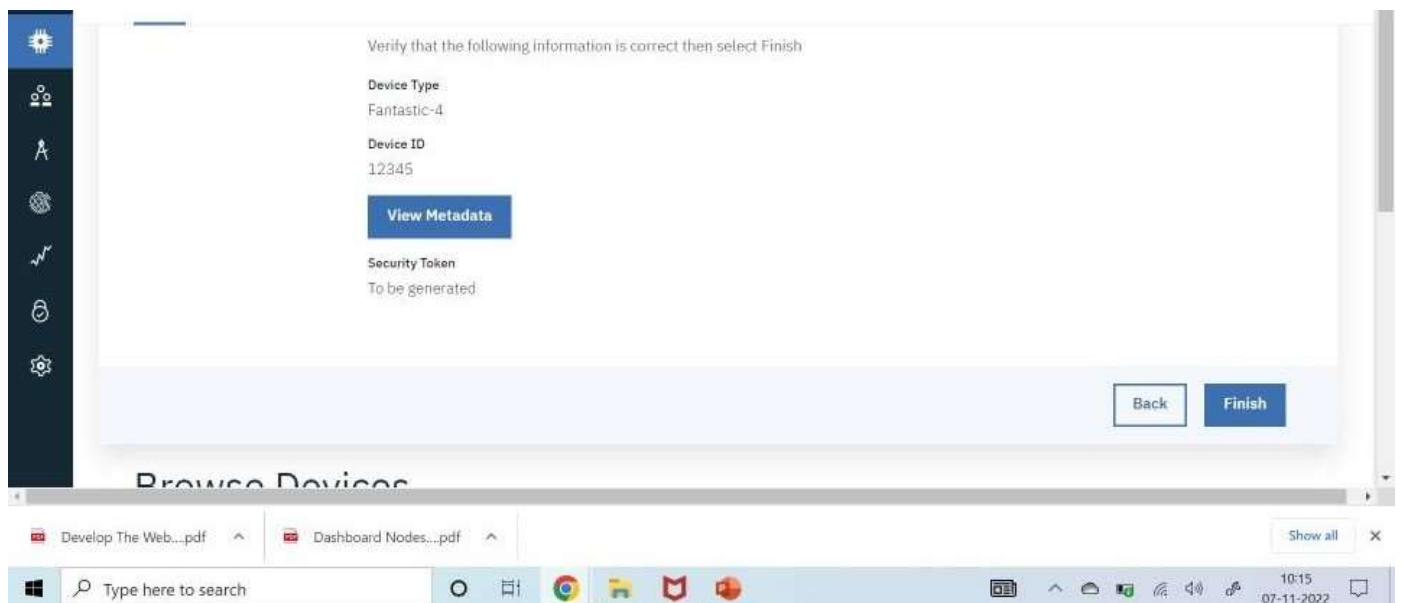 Verify that the following information is correct then select Finish
Device Type
Fantastic-4
Device ID
12345
View Metadata
Security Token
To be generated
Back Finish
Browse Devices
Develop The Web....pdf Dashboard Nodes....pdf Show all
Type here to search
10:15
07-11-2022